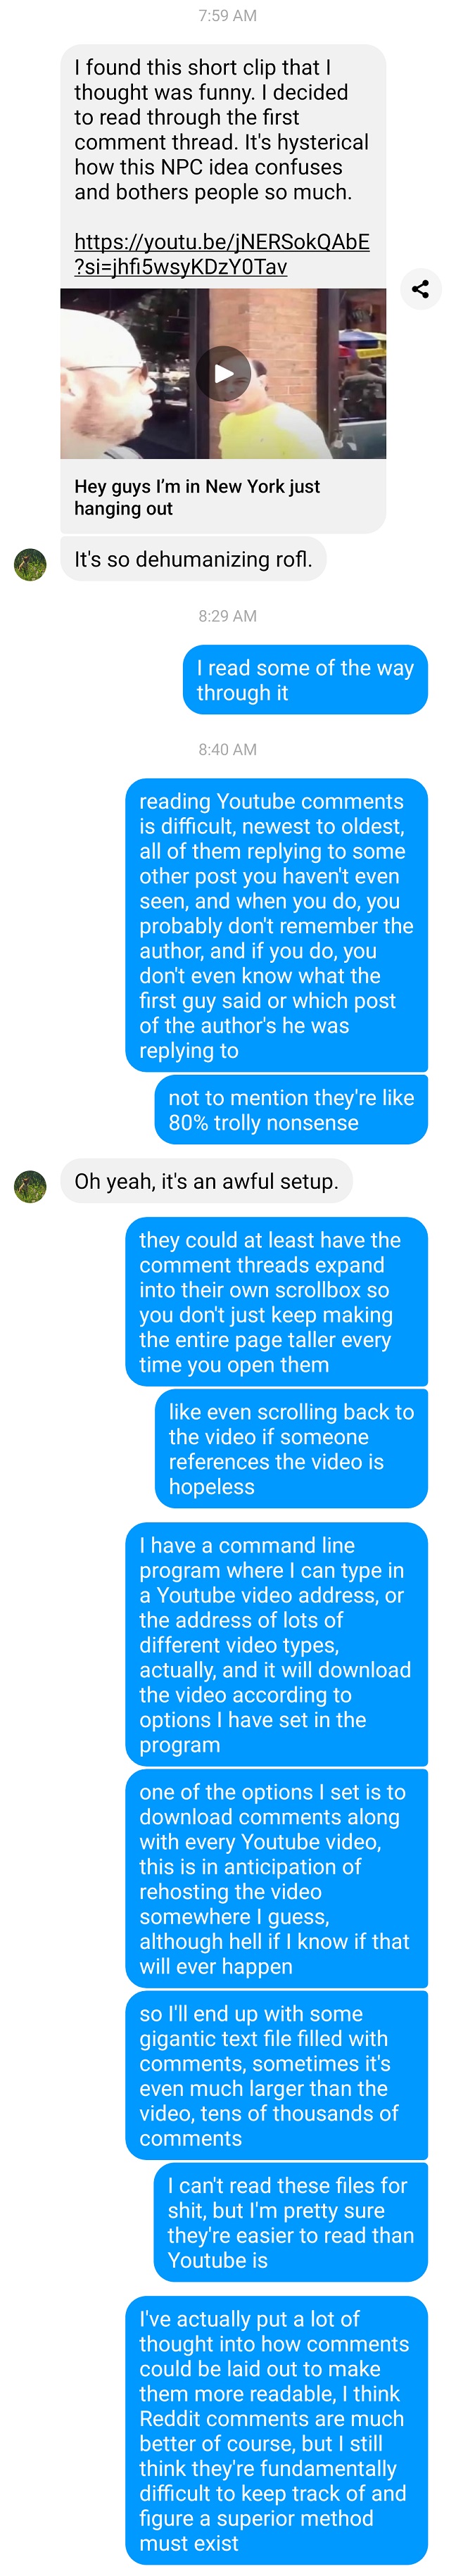 7:59 AM
I found this short clip that I
thought was funny. I decided
to read through the first
comment thread. It's hysterical
how this NPC idea confuses
and bothers people so much.
https://youtu.be/jNERSokQAbE
?si=jhfi5wsyKDzY0Tav
Hey guys I’m in New York just
hanging out
It's so dehumanizing rofl.
8:29 AM
I read some of the way
through it
8:40 AM
reading Youtube comments
is difficult, newest to oldest,
all of them replying to some
other post you haven't even
seen, and when you do, you
probably don't remember the
author, and if you do, you
don't even know what the
first guy said or which post
of the author's he was
replying to
not to mention they're like
80% trolly nonsense
Oh yeah, it's an awful setup.
they could at least have the
comment threads expand
into their own scrollbox so
you don't just keep making
the entire page taller every
time you open them
like even scrolling back to
the video if someone
references the video is
hopeless
I have a command line
program where I can type in
a Youtube video address, or
the address of lots of
different video types,
actually, and it will download
the video according to
options I have set in the
program
one of the options I set is to
download comments along
with every Youtube video,
this is in anticipation of
rehosting the video
somewhere I guess,
although hell if I know if that
will ever happen
so I'll end up with some
gigantic text file filled with
comments, sometimes it's
even much larger than the
video, tens of thousands of
comments
I can't read these files for
shit, but I'm pretty sure
they're easier to read than
Youtube is
I've actually put a lot of
thought into how comments
could be laid out to make
them more readable, I think
Reddit comments are much
better of course, but I still
think they're fundamentally
difficult to keep track of and
figure a superior method
must exist